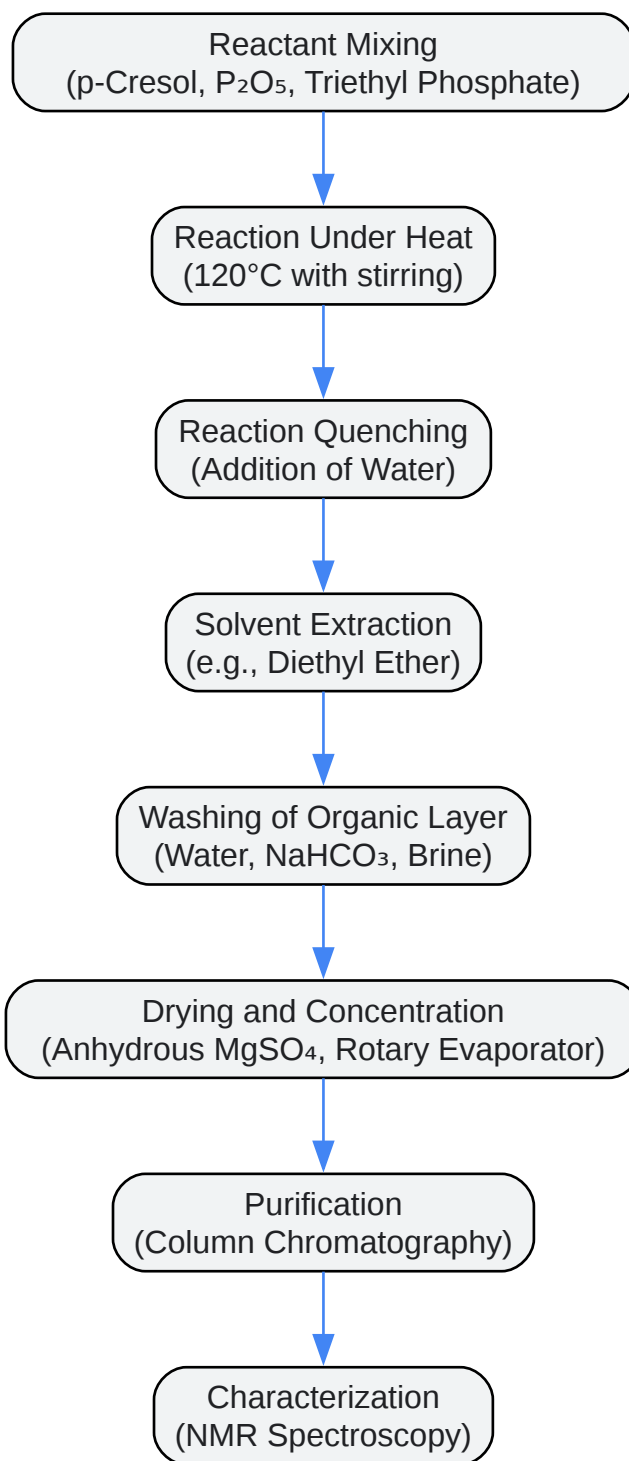 Reactant Mixing
(p-Cresol, P₂O₅, Triethyl Phosphate)
Reaction Under Heat
(120°C with stirring)
Reaction Quenching
(Addition of Water)
Solvent Extraction
(e.g., Diethyl Ether)
Washing of Organic Layer
(Water, NaHCO₃, Brine)
Drying and Concentration
(Anhydrous MgSO₄, Rotary Evaporator)
Purification
(Column Chromatography)
Characterization
(NMR Spectroscopy)